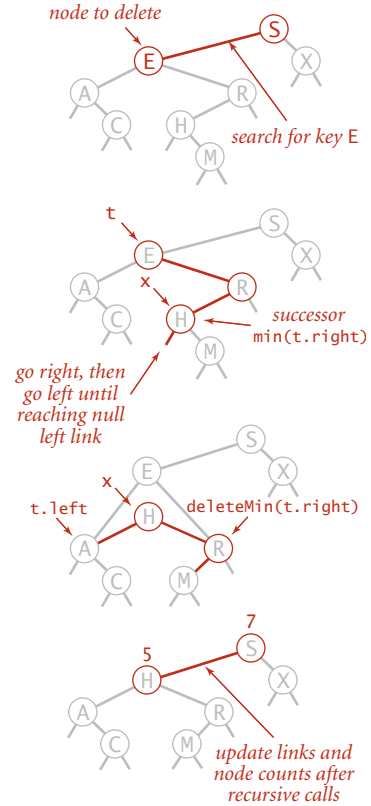 node to delete
S
E
X
A
R
C
H
M
search for key E
t
S
E
X
x
A
R
C
H
successor
min(t.right)
M
go right, then
go left until
reaching null
left link
S
E
X
x
H
t.left
deleteMin(t.right)
A
R
C
M
5
7
S
H
X
A
R
C
M
update links and
node counts after
recursive calls